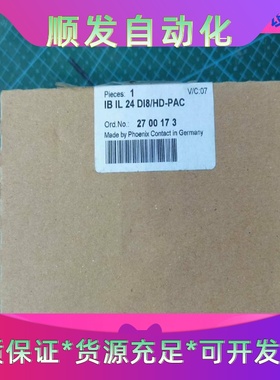 顺发自动化
Pieces: 1
V/C:07
IB IL 24 DI8/HD-PAC
Ord.No.: 27 00 17 3
Made by Phoenix Contact in Germany
质保证*货源充足*可开发